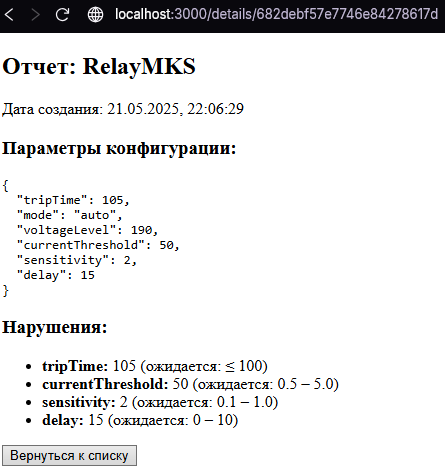 localhost:3000/details/682debf57e7746e84278617d
Отчет: RelayMKS
Дата создания: 21.05.2025, 22:06:29
Параметры конфигурации:
{
  "tripTime": 105,
  "mode": "auto",
  "voltageLevel": 190,
  "currentThreshold": 50,
  "sensitivity": 2,
  "delay": 15
}
Нарушения:
• tripTime: 105 (ожидается: ≤ 100)
• currentThreshold: 50 (ожидается: 0.5 – 5.0)
• sensitivity: 2 (ожидается: 0.1 – 1.0)
• delay: 15 (ожидается: 0 – 10)
Вернуться к списку